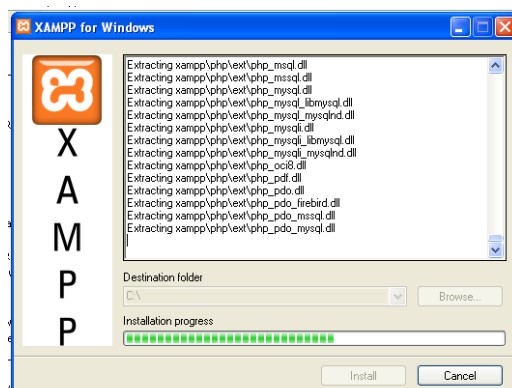 XAMPP for Windows
X
A
M
P
P
Extracting xampp\php\ext\php_msql.dll
Extracting xampp\php\ext\php_mssql.dll
Extracting xampp\php\ext\php_mysql.dll
Extracting xampp\php\ext\php_mysql_libmysql.dll
Extracting xampp\php\ext\php_mysql_mysqlnd.dll
Extracting xampp\php\ext\php_mysqli.dll
Extracting xampp\php\ext\php_mysqli_libmysql.dll
Extracting xampp\php\ext\php_mysqli_mysqlnd.dll
Extracting xampp\php\ext\php_oci8.dll
Extracting xampp\php\ext\php_pdf.dll
Extracting xampp\php\ext\php_pdo.dll
Extracting xampp\php\ext\php_pdo_firebird.dll
Extracting xampp\php\ext\php_pdo_mssql.dll
Extracting xampp\php\ext\php_pdo_mysql.dll
Destination folder
C:\
Browse...
Installation progress
Install
Cancel